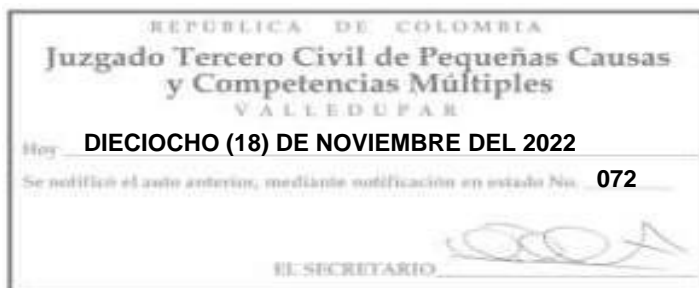 REPÚBLICA DE COLOMBIA
Juzgado Tercero Civil de Pequeñas Causas
y Competencias Múltiples
VALLEDUPAR
Hoy DIECIOCHO (18) DE NOVIEMBRE DEL 2022
Se notificó el auto anterior, mediante notificación en estado No. 072
EL SECRETARIO